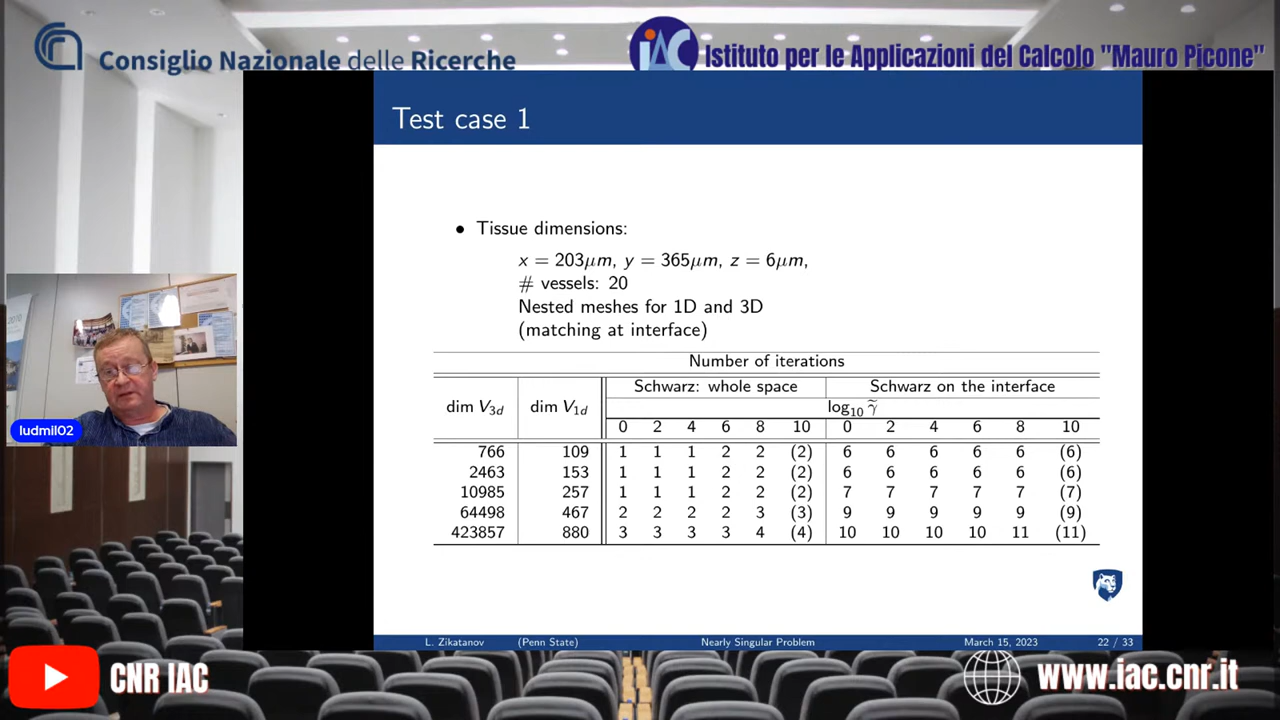 Consiglio Nazionale delle Ricerche
IAC
Istituto per le Applicazioni del Calcolo "Mauro Picone"
Test case 1
• Tissue dimensions:
x = 203μm, y = 365μm, z = 6μm,
# vessels: 20
Nested meshes for 1D and 3D
(matching at interface)
Number of iterations
Schwarz: whole space Schwarz on the interface
dim V3d dim V1d log10 γ̃
0 2 4 6 8 10 0 2 4 6 8 10
766 109 1 1 1 2 2 (2) 6 6 6 6 6 (6)
2463 153 1 1 1 2 2 (2) 6 6 6 6 6 (6)
10985 257 1 1 1 2 2 (2) 7 7 7 7 7 (7)
64498 467 2 2 2 2 3 (3) 9 9 9 9 9 (9)
423857 880 3 3 3 3 4 (4) 10 10 10 10 11 (11)
ludmil02
L. Zikatanov (Penn State) Nearly Singular Problem March 15, 2023 22 / 33
CNR IAC
www.iac.cnr.it